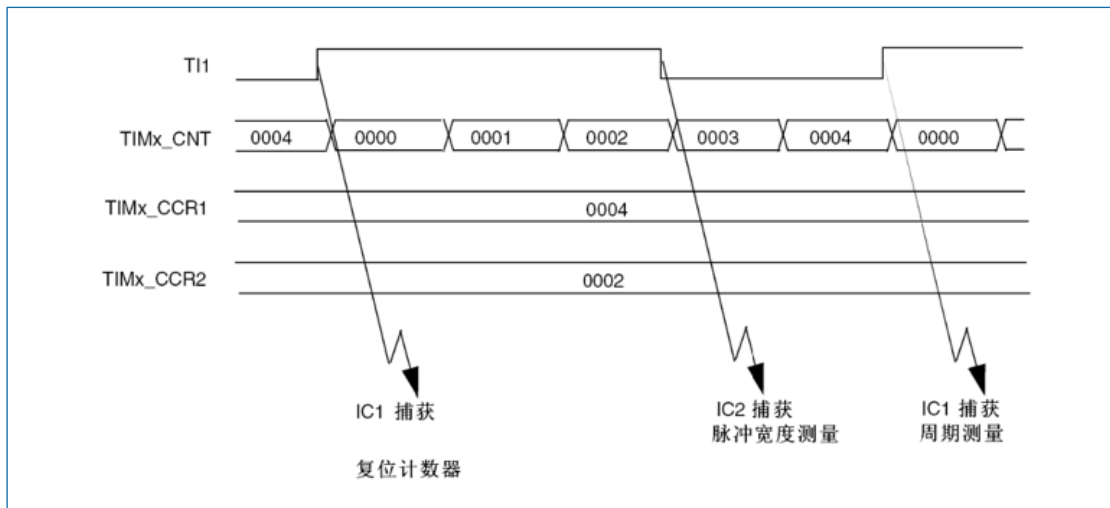 TI1
TIMx_CNT 0004 0000 0001 0002 0003 0004 0000
TIMx_CCR1 0004
TIMx_CCR2 0002
IC1 捕获
复位计数器
IC2 捕获
脉冲宽度测量
IC1 捕获
周期测量